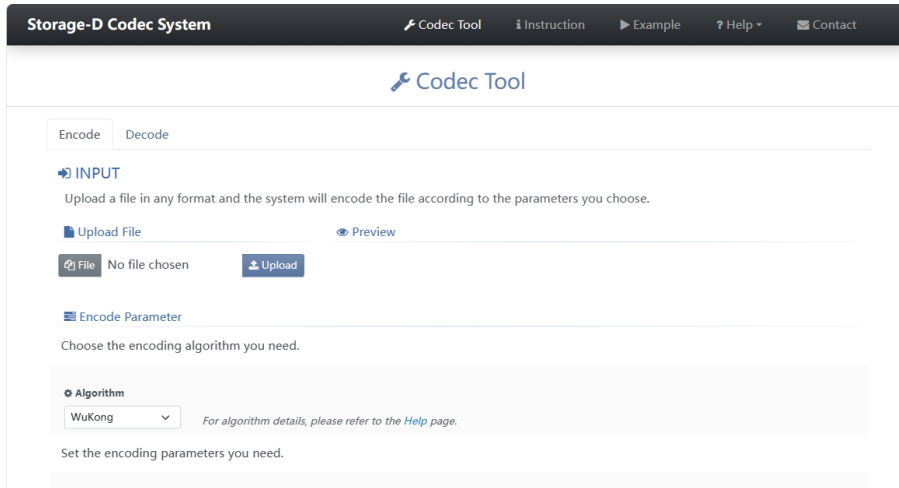 Storage-D Codec System Codec Tool Instruction Example Help Contact
Codec Tool
Encode Decode
INPUT
Upload a file in any format and the system will encode the file according to the parameters you choose.
Upload File Preview
File No file chosen Upload
Encode Parameter
Choose the encoding algorithm you need.
Algorithm
WuKong For algorithm details, please refer to the Help page.
Set the encoding parameters you need.